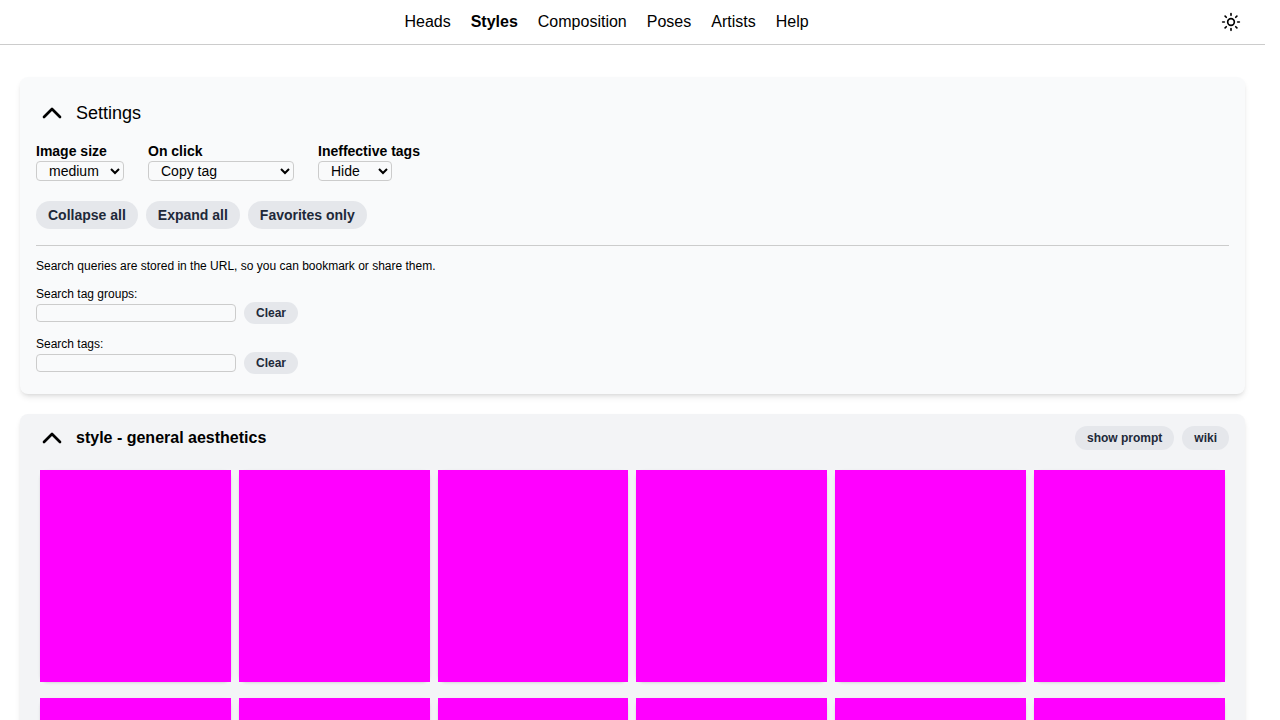 Heads Styles Composition Poses Artists Help
Settings
Image size On click Ineffective tags
medium Copy tag Hide
Collapse all Expand all Favorites only
Search queries are stored in the URL, so you can bookmark or share them.
Search tag groups:
Clear
Search tags:
Clear
style - general aesthetics show prompt wiki